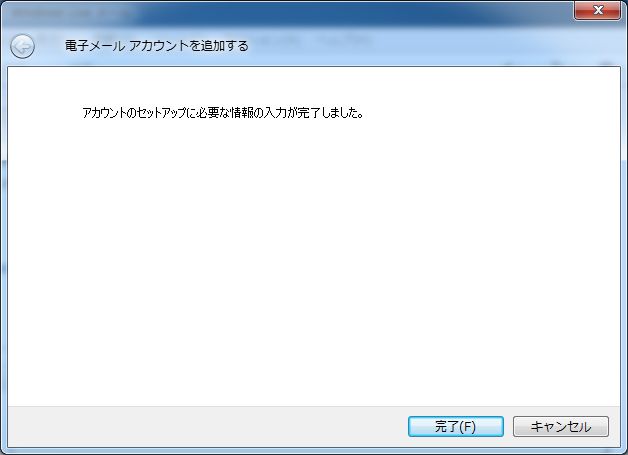 電子メール アカウントを追加する
アカウントのセットアップに必要な情報の入力が完了しました。
完了(F)
キャンセル